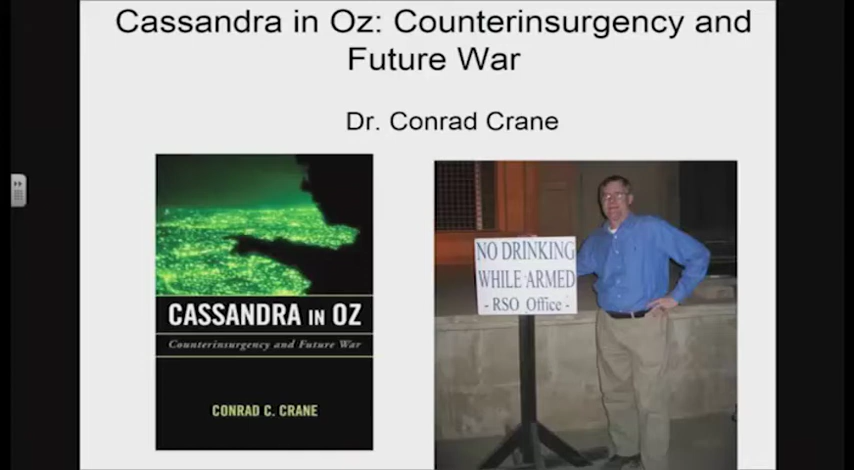 Cassandra in Oz: Counterinsurgency and
Future War
Dr. Conrad Crane
CASSANDRA IN OZ
Counterinsurgency and Future War
CONRAD C. CRANE
NO DRINKING
WHILE ARMED
- RSO Office -